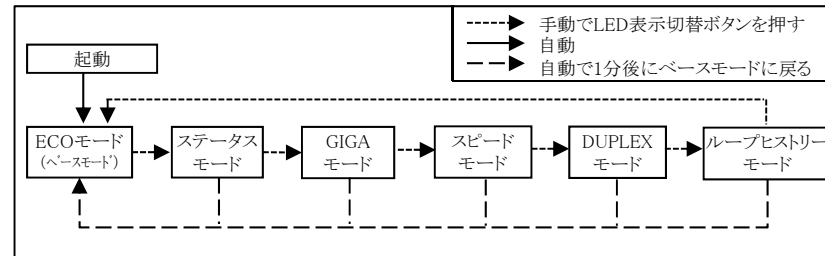 手動でLED表示切替ボタンを押す
自動
自動で1分後にベースモードに戻る
起動
ECOモード
(ベースモード)
ステータス
モード
GIGA
モード
スピード
モード
DUPLEX
モード
ループヒストリー
モード